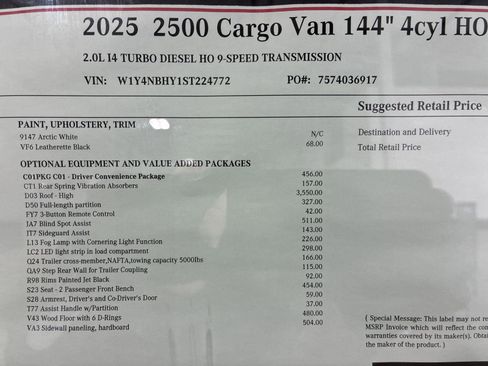 2025 2500 Cargo Van 144" 4cyl HO
2.0L I4 TURBO DIESEL HO 9-SPEED TRANSMISSION
VIN: W1Y4NBHY1ST224772 PO#: 7574036917
Suggested Retail Price
PAINT, UPHOLSTERY, TRIM
9147 Arctic White N/C
VF6 Leatherette Black 68.00
Destination and Delivery
Total Retail Price
OPTIONAL EQUIPMENT AND VALUE ADDED PACKAGES
C01PKG C01 - Driver Convenience Package 456.00
CT1 Rear Spring Vibration Absorbers 157.00
D03 Roof - High 3,550.00
D50 Full-length partition 327.00
FY7 3-Button Remote Control 42.00
JA7 Blind Spot Assist 511.00
JT7 Sideguard Assist 143.00
L13 Fog Lamp with Cornering Light Function 226.00
LC2 LED light strip in load compartment 298.00
Q24 Trailer cross-member,NAFTA,towing capacity 5000lbs 166.00
QA9 Step Rear Wall for Trailer Coupling 115.00
R98 Rims Painted Jet Black 92.00
S23 Seat - 2 Passenger Front Bench 454.00
S28 Armrest, Driver's and Co-Driver's Door 59.00
T77 Assist Handle w/Partition 37.00
V43 Wood Floor with 6 D-Rings 480.00
VA3 Sidewall paneling, hardboard 504.00
( Special Message: This label may not re
MSRP Invoice which will reflect the con
warranties covered by its maker(s). Obtai
the maker of the product. )